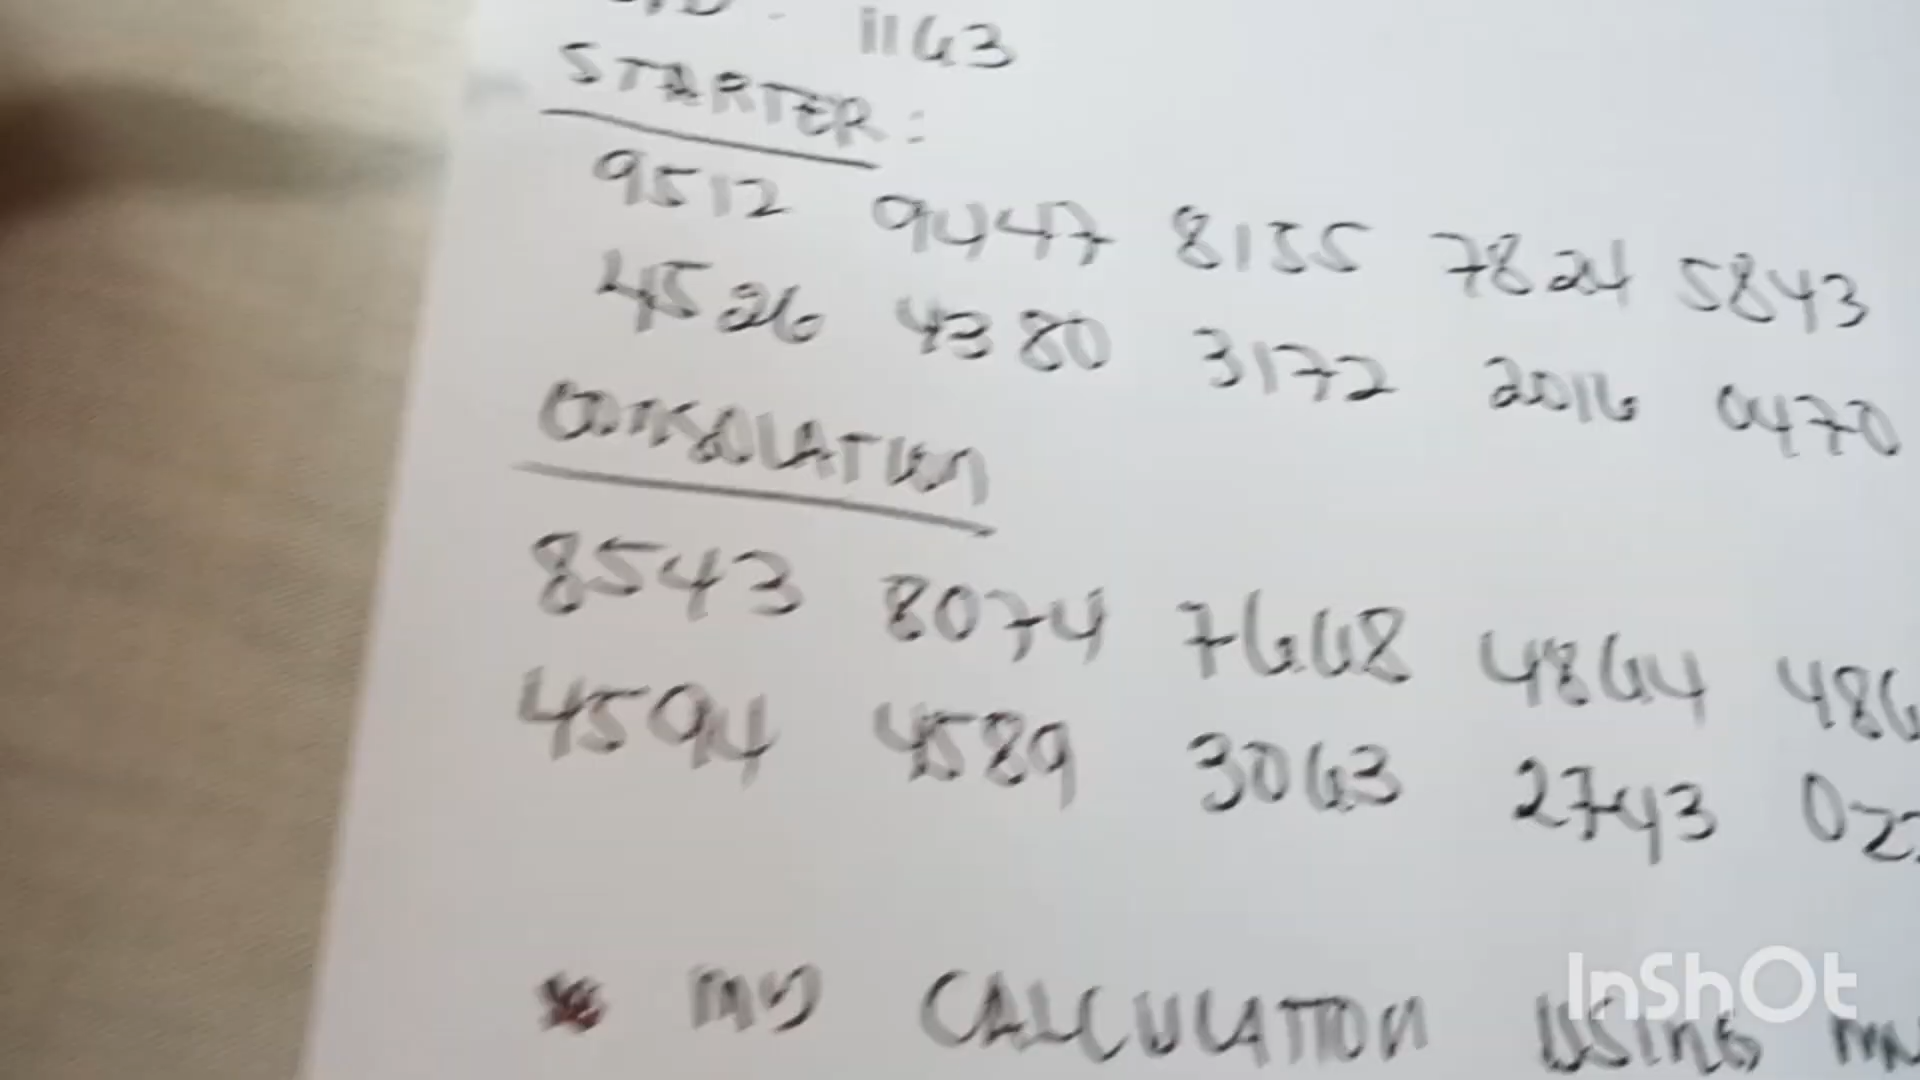 1163
STARTER:
9512 9447 8155 7824 5843
4526 4380 3172 2016 0470
CONSOLATION
8543 8074 7668 4864
4594 4589 3063 2743
* CALCULATION USING
InShOt